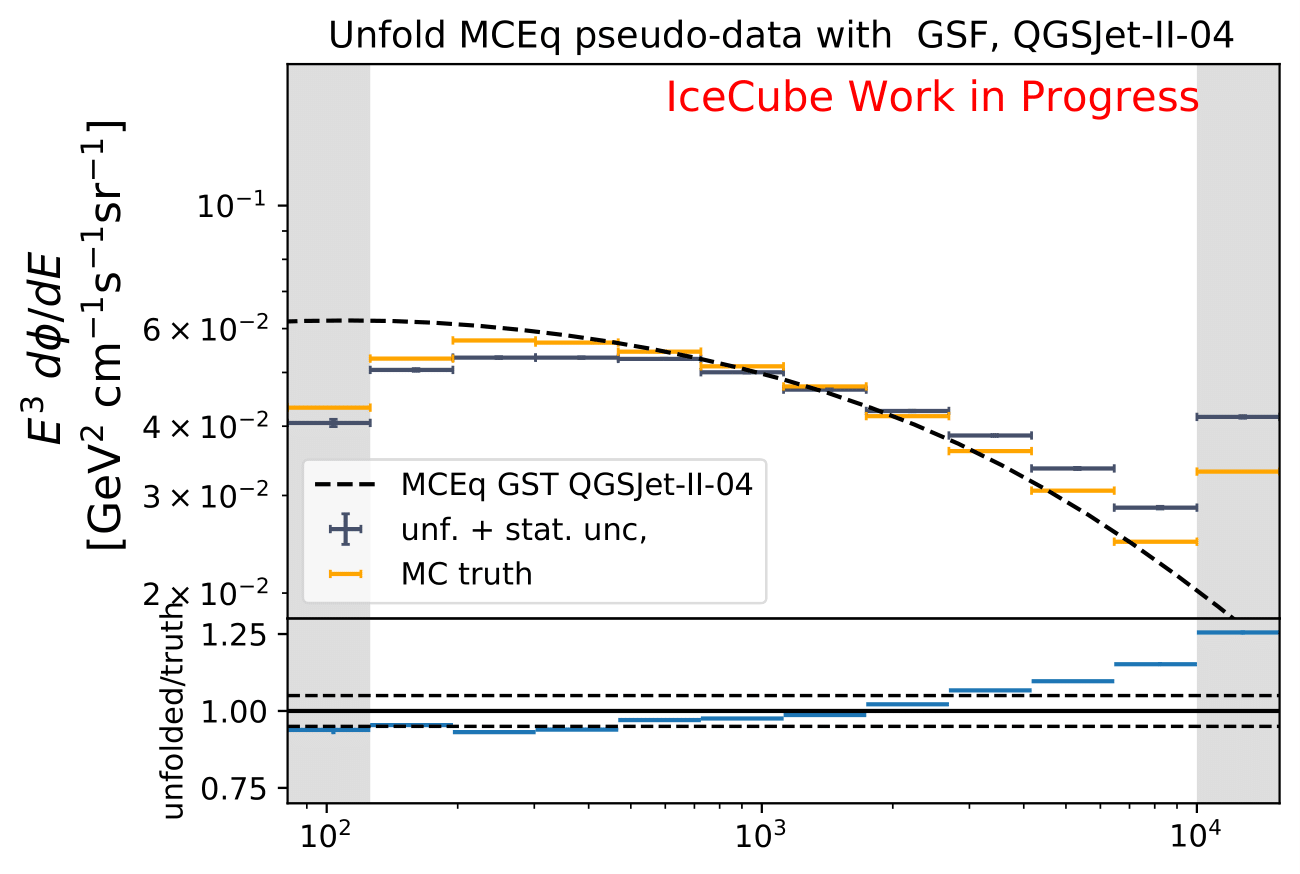 Unfold MCEq pseudo-data with  GSF, QGSJet-II-04
IceCube Work in Progress
E³ dϕ/dE
[GeV² cm⁻¹s⁻¹sr⁻¹]
10⁻¹
6 × 10⁻²
4 × 10⁻²
3 × 10⁻²
2 × 10⁻²
MCEq GST QGSJet-II-04
unf. + stat. unc,
MC truth
unfolded/truth
1.25
1.00
0.75
10² 10³ 10⁴